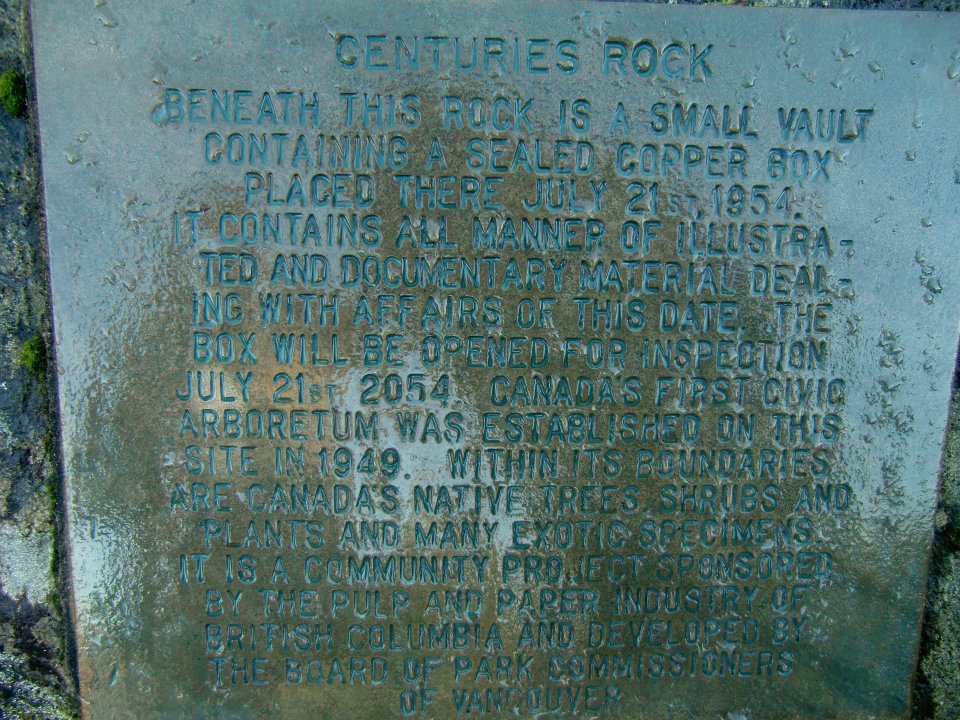 CENTURIES ROCK
BENEATH THIS ROCK IS A SMALL VAULT
CONTAINING A SEALED COPPER BOX
PLACED THERE JULY 21ST, 1954.
IT CONTAINS ALL MANNER OF ILLUSTRA-
TED AND DOCUMENTARY MATERIAL DEAL-
ING WITH AFFAIRS OF THIS DATE. THE
BOX WILL BE OPENED FOR INSPECTION
JULY 21ST, 2054. CANADA'S FIRST CIVIC
ARBORETUM WAS ESTABLISHED ON THIS
SITE IN 1949. WITHIN ITS BOUNDARIES
ARE CANADA'S NATIVE TREES, SHRUBS AND
PLANTS AND MANY EXOTIC SPECIMENS.
IT IS A COMMUNITY PROJECT SPONSORED
BY THE PULP AND PAPER INDUSTRY OF
BRITISH COLUMBIA AND DEVELOPED BY
THE BOARD OF PARK COMMISSIONERS
OF VANCOUVER